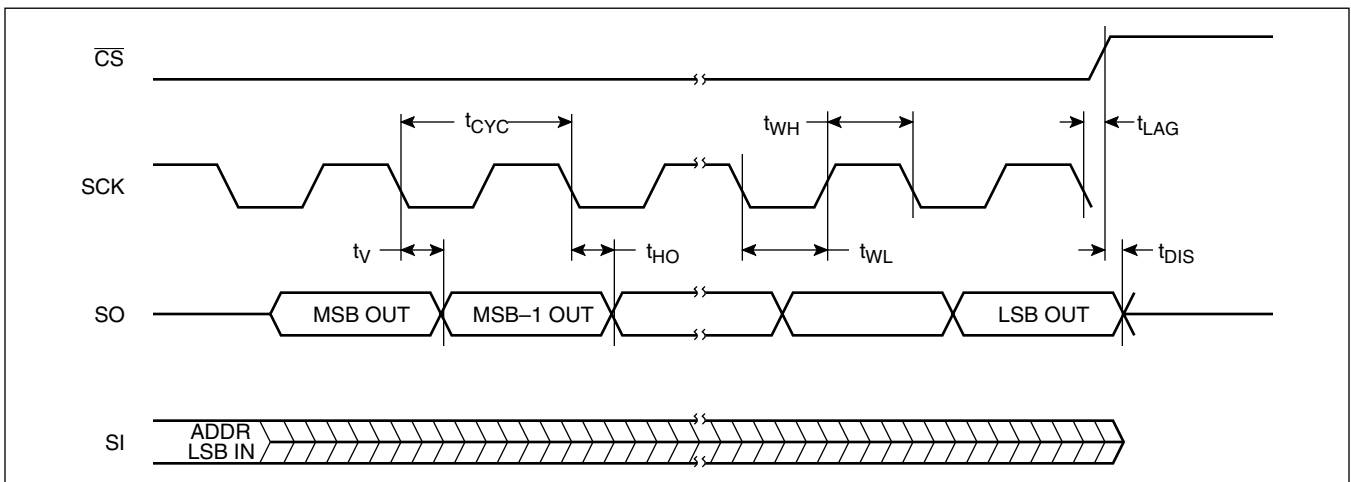 CS
tCYC
tWH
tLAG
SCK
tV
tHO
tWL
tDIS
SO
MSB OUT
MSB–1 OUT
LSB OUT
SI
ADDR
LSB IN